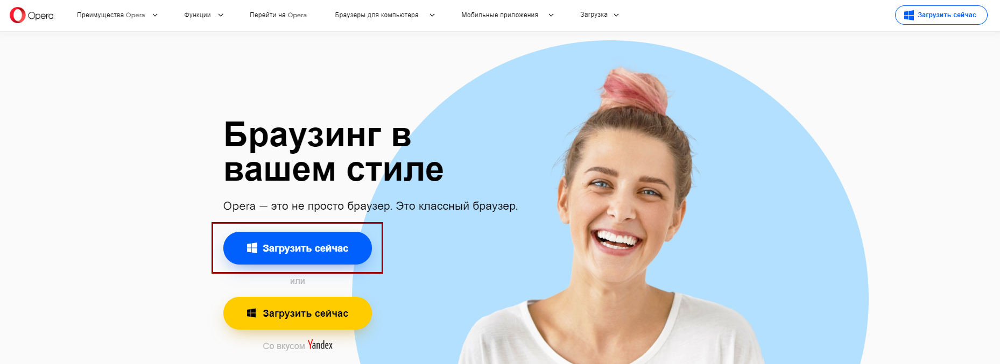 Opera
Преимущества Opera
Функции
Перейти на Opera
Браузеры для компьютера
Мобильные приложения
Загрузка
Загрузить сейчас
Браузинг в
вашем стиле
Opera — это не просто браузер. Это классный браузер.
Загрузить сейчас
или
Загрузить сейчас
Со вкусом Yandex